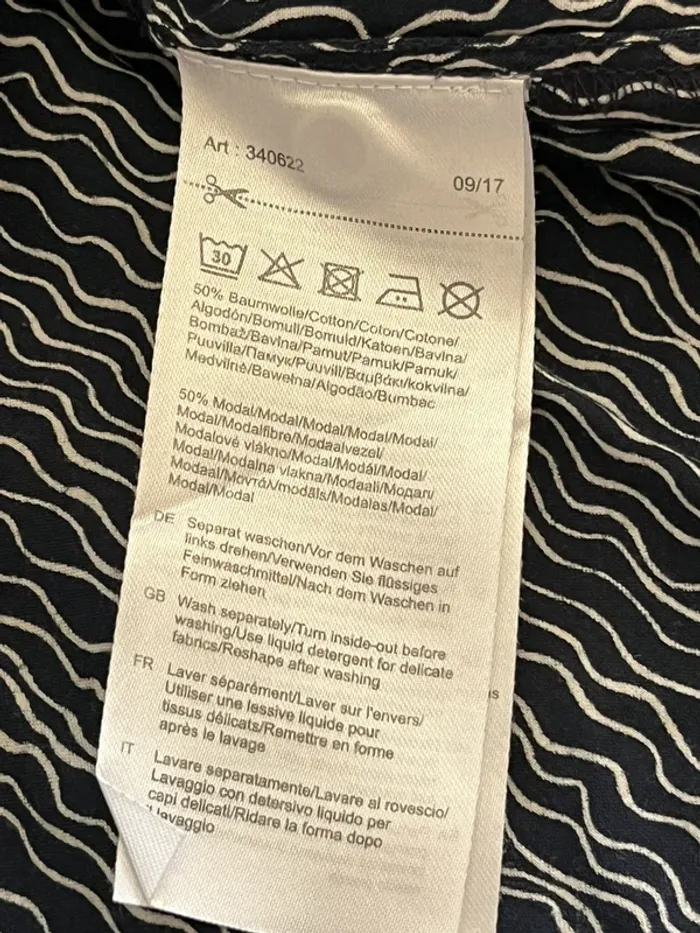 Art : 340622
09/17
30
50% Baumwolle/Cotton/Coton/Cotone/
Algodón/Bomull/Bomuld/Katoen/Bavlna/
Bombaž/Bavlna/Pamut/Pamuk/Pamuk/
Puuvilla/Памук/Puuvill/Βαμβάκι/kokvilna/
Medvilnė/Bawełna/Algodão/Bumbac
50% Modal/Modal/Modal/Modal/Modal/
Modal/Modalfibre/Modaalvezel/
Modalové vlákno/Modal/Modál/Modal/
Modal/Modalna vlakna/Modaali/Модал/
Modaal/Μοντάλ/modāls/Modalas/Modal/
Modal/Modal
DE Separat waschen/Vor dem Waschen auf
links drehen/Verwenden Sie flüssiges
Feinwaschmittel/Nach dem Waschen in
Form ziehen
GB Wash separately/Turn inside-out before
washing/Use liquid detergent for delicate
fabrics/Reshape after washing
FR Laver séparément/Laver sur l'envers/
Utiliser une lessive liquide pour
tissus délicats/Remettre en forme
après le lavage
IT Lavare separatamente/Lavare al rovescio/
Lavaggio con detersivo liquido per
capi delicati/Ridare la forma dopo
lavaggio